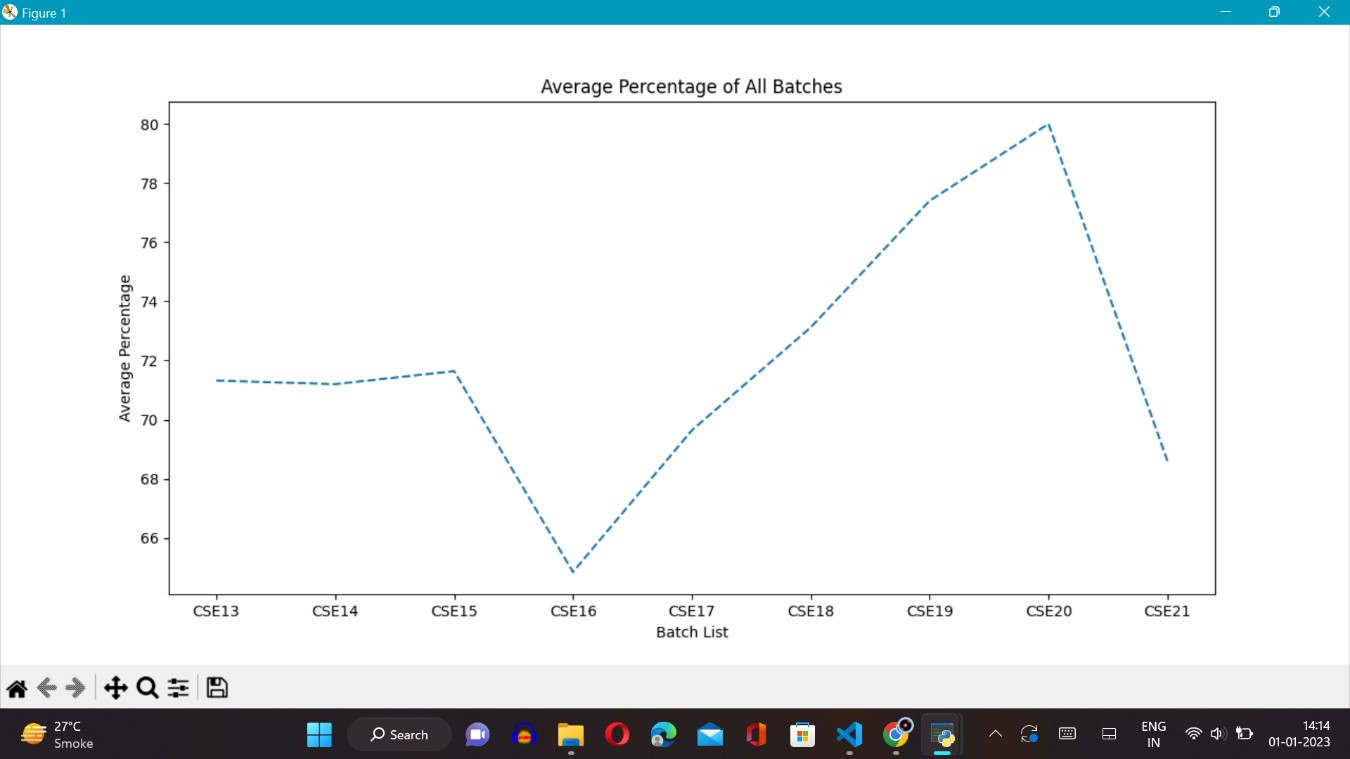 Figure 1
Average Percentage of All Batches
80
78
76
74
72
70
68
66
Average Percentage
CSE13 CSE14 CSE15 CSE16 CSE17 CSE18 CSE19 CSE20 CSE21
Batch List
27°C
Smoke
Search
ENG
IN
14:14
01-01-2023